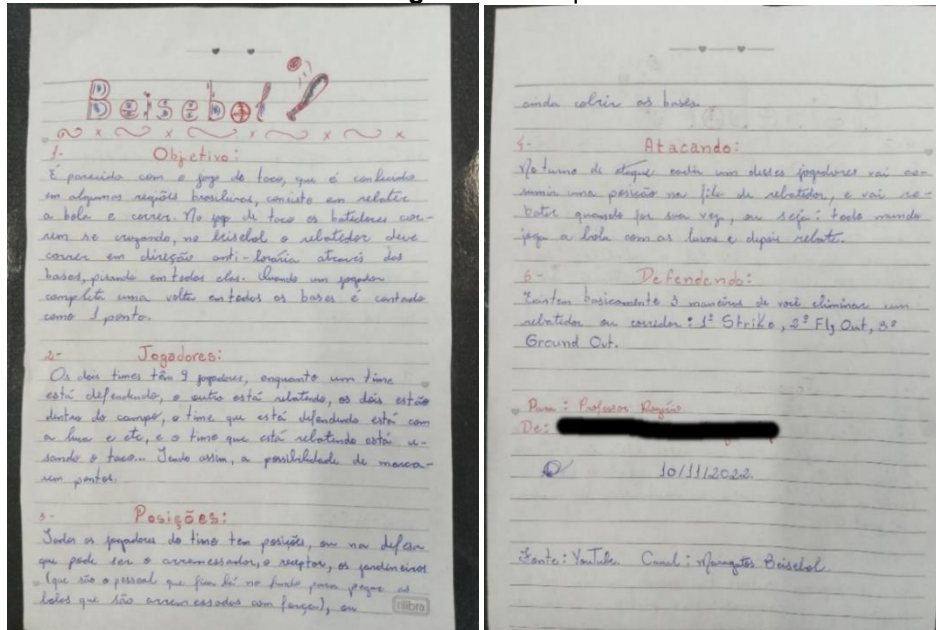 Beisebol
1- Objetivo:
É parecido com o jogo de taco, que é conhecido
em algumas regiões brasileiras, consiste em rebater
a bola e correr. No jogo de taco os batedores cor-
rem se cruzando, no beisebol o rebatedor deve
correr em direção anti-horária através das
bases, pisando em todas elas. Quando um jogador
completa uma volta em todas as bases é contado
como 1 ponto.
2- Jogadores:
Os dois times têm 9 jogadores, enquanto um time
está defendendo, o outro está rebatendo, os dois estão
dentro do campo, o time que está defendendo está com
a luva e etc, e o time que está rebatendo está u-
sando o taco... Sendo assim, a possibilidade de marca-
rem pontos.
3- Posições:
Todos os jogadores do time tem posições, ou na defesa
que pode ser o arremessador, o receptor, os jardineiros
(que são o pessoal que fica lá no fundo para pegar as
bolas que são arremessadas com força), ou
tilibra
ainda cobrir as bases.
4- Atacando:
No turno de ataque cada um desses jogadores vai as-
sumir uma posição na fila de rebatedor, e vai re-
bater quando for sua vez, ou seja: todo mundo
joga a bola com as luvas e depois rebate.
5- Defendendo:
Existem basicamente 3 maneiras de você eliminar um
rebatedor ou corredor: 1º Strike, 2º Fly Out, 3º
Ground Out.
Para: Professor
De:
10/11/2022
Fonte: YouTube Canal: Beisebol